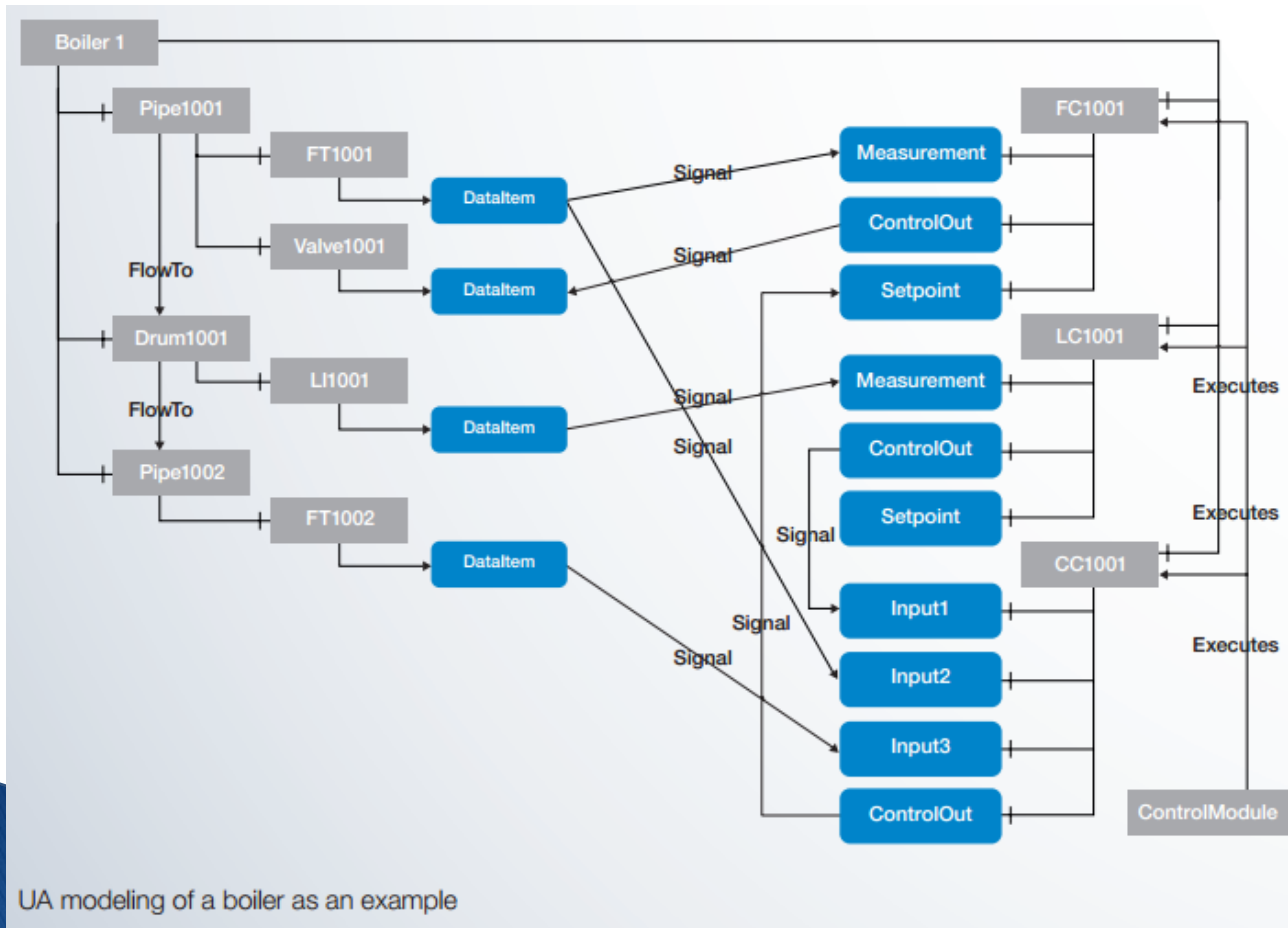 Boiler 1
Pipe1001
FC1001
FT1001
Measurement
Signal
DataItem
ControlOut
Valve1001
Signal
FlowTo
DataItem
Setpoint
Drum1001
LC1001
LI1001
Measurement
Executes
Signal
FlowTo
DataItem
Signal
ControlOut
Pipe1002
FT1002
Setpoint
Executes
Signal
DataItem
CC1001
Input1
Signal
Executes
Signal
Input2
Input3
ControlOut
ControlModule
UA modeling of a boiler as an example